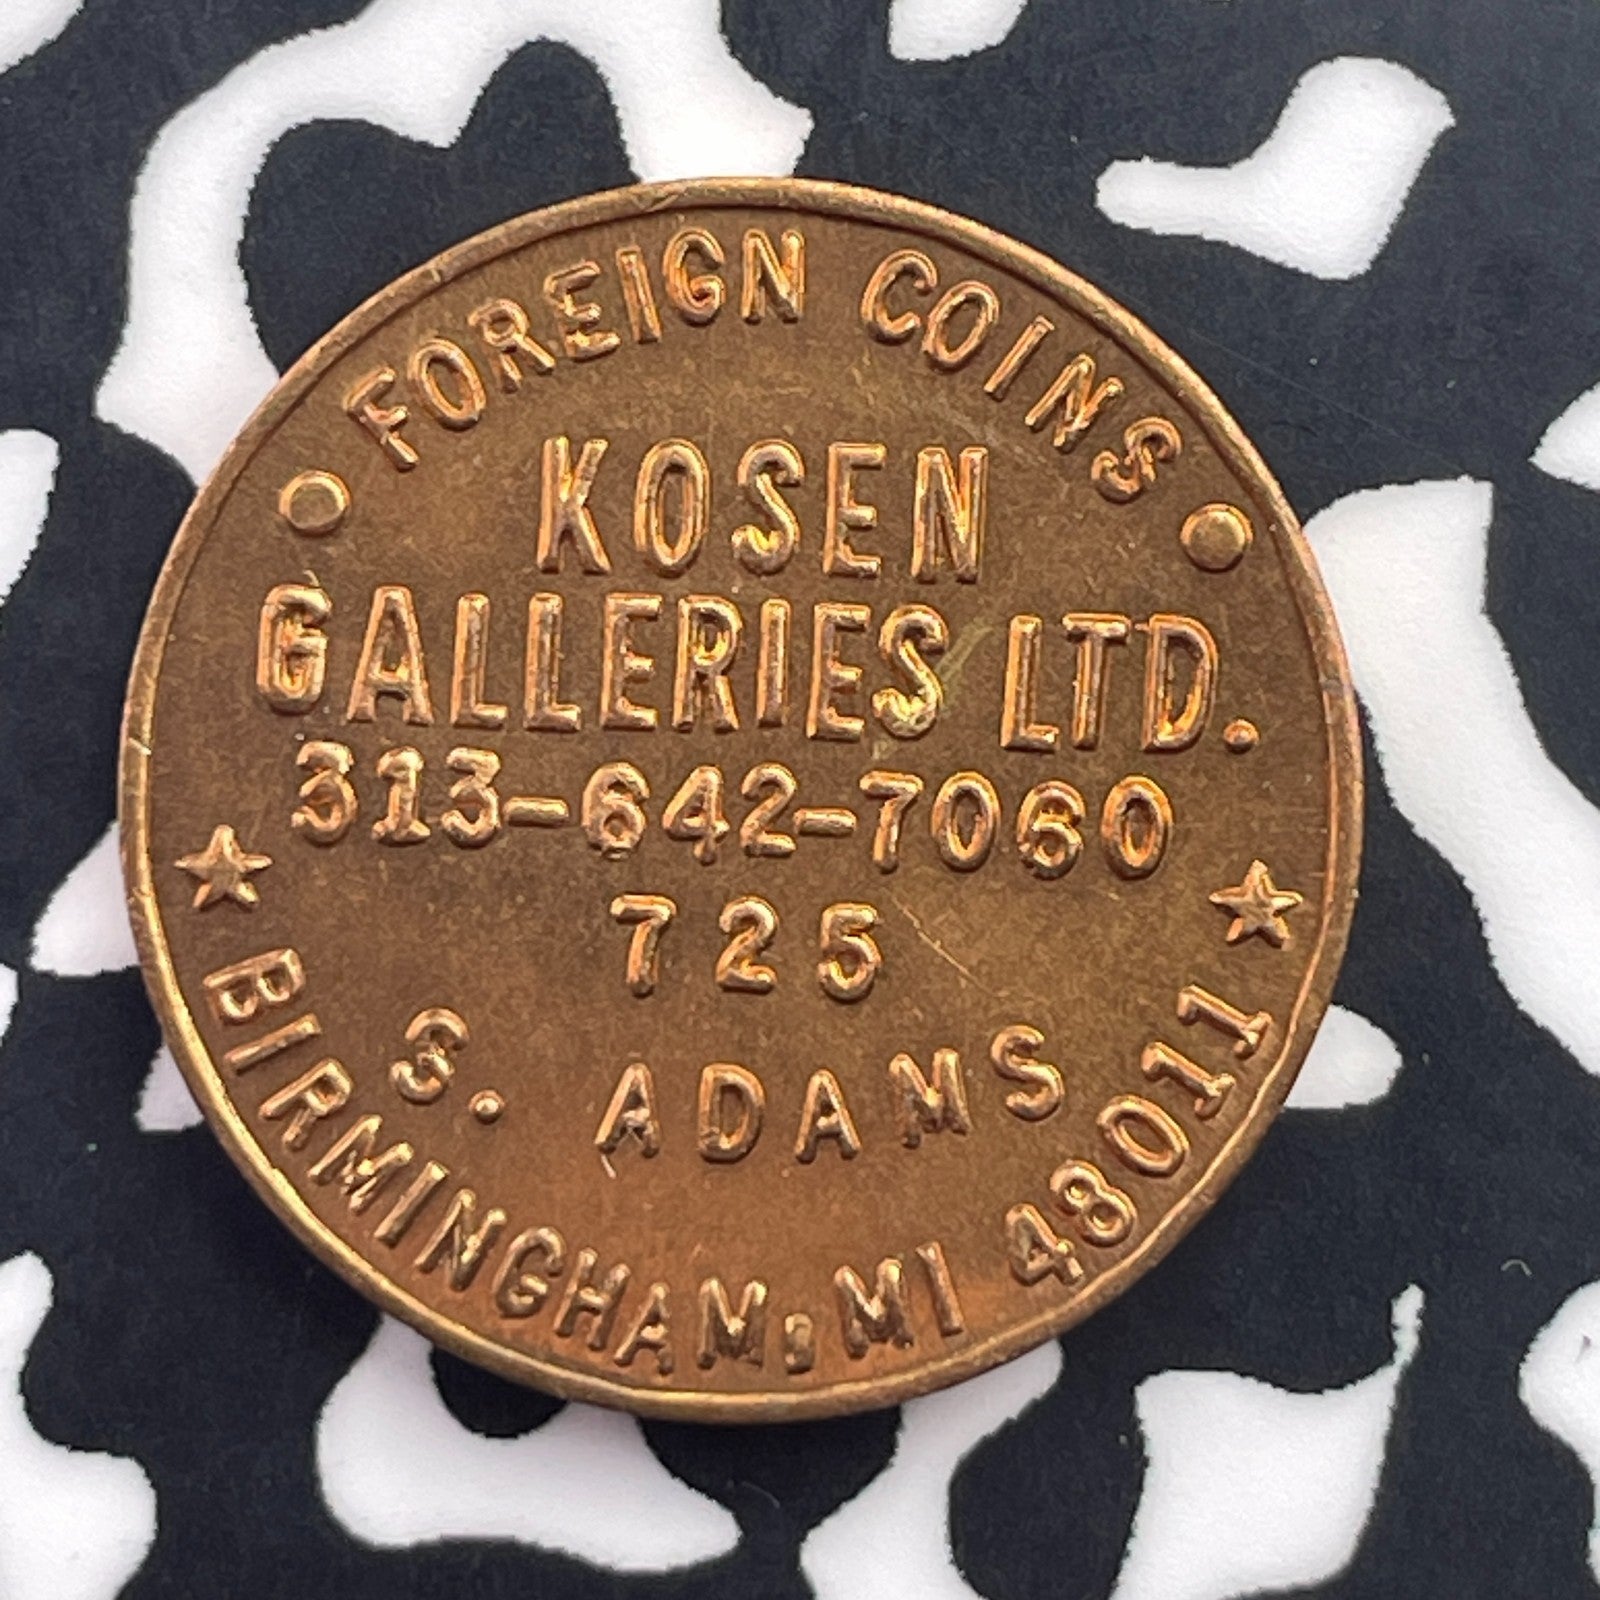 FOREIGN COINS
KOSEN
GALLERIES LTD.
313-642-7060
725
S. ADAMS
BIRMINGHAM, MI 48011